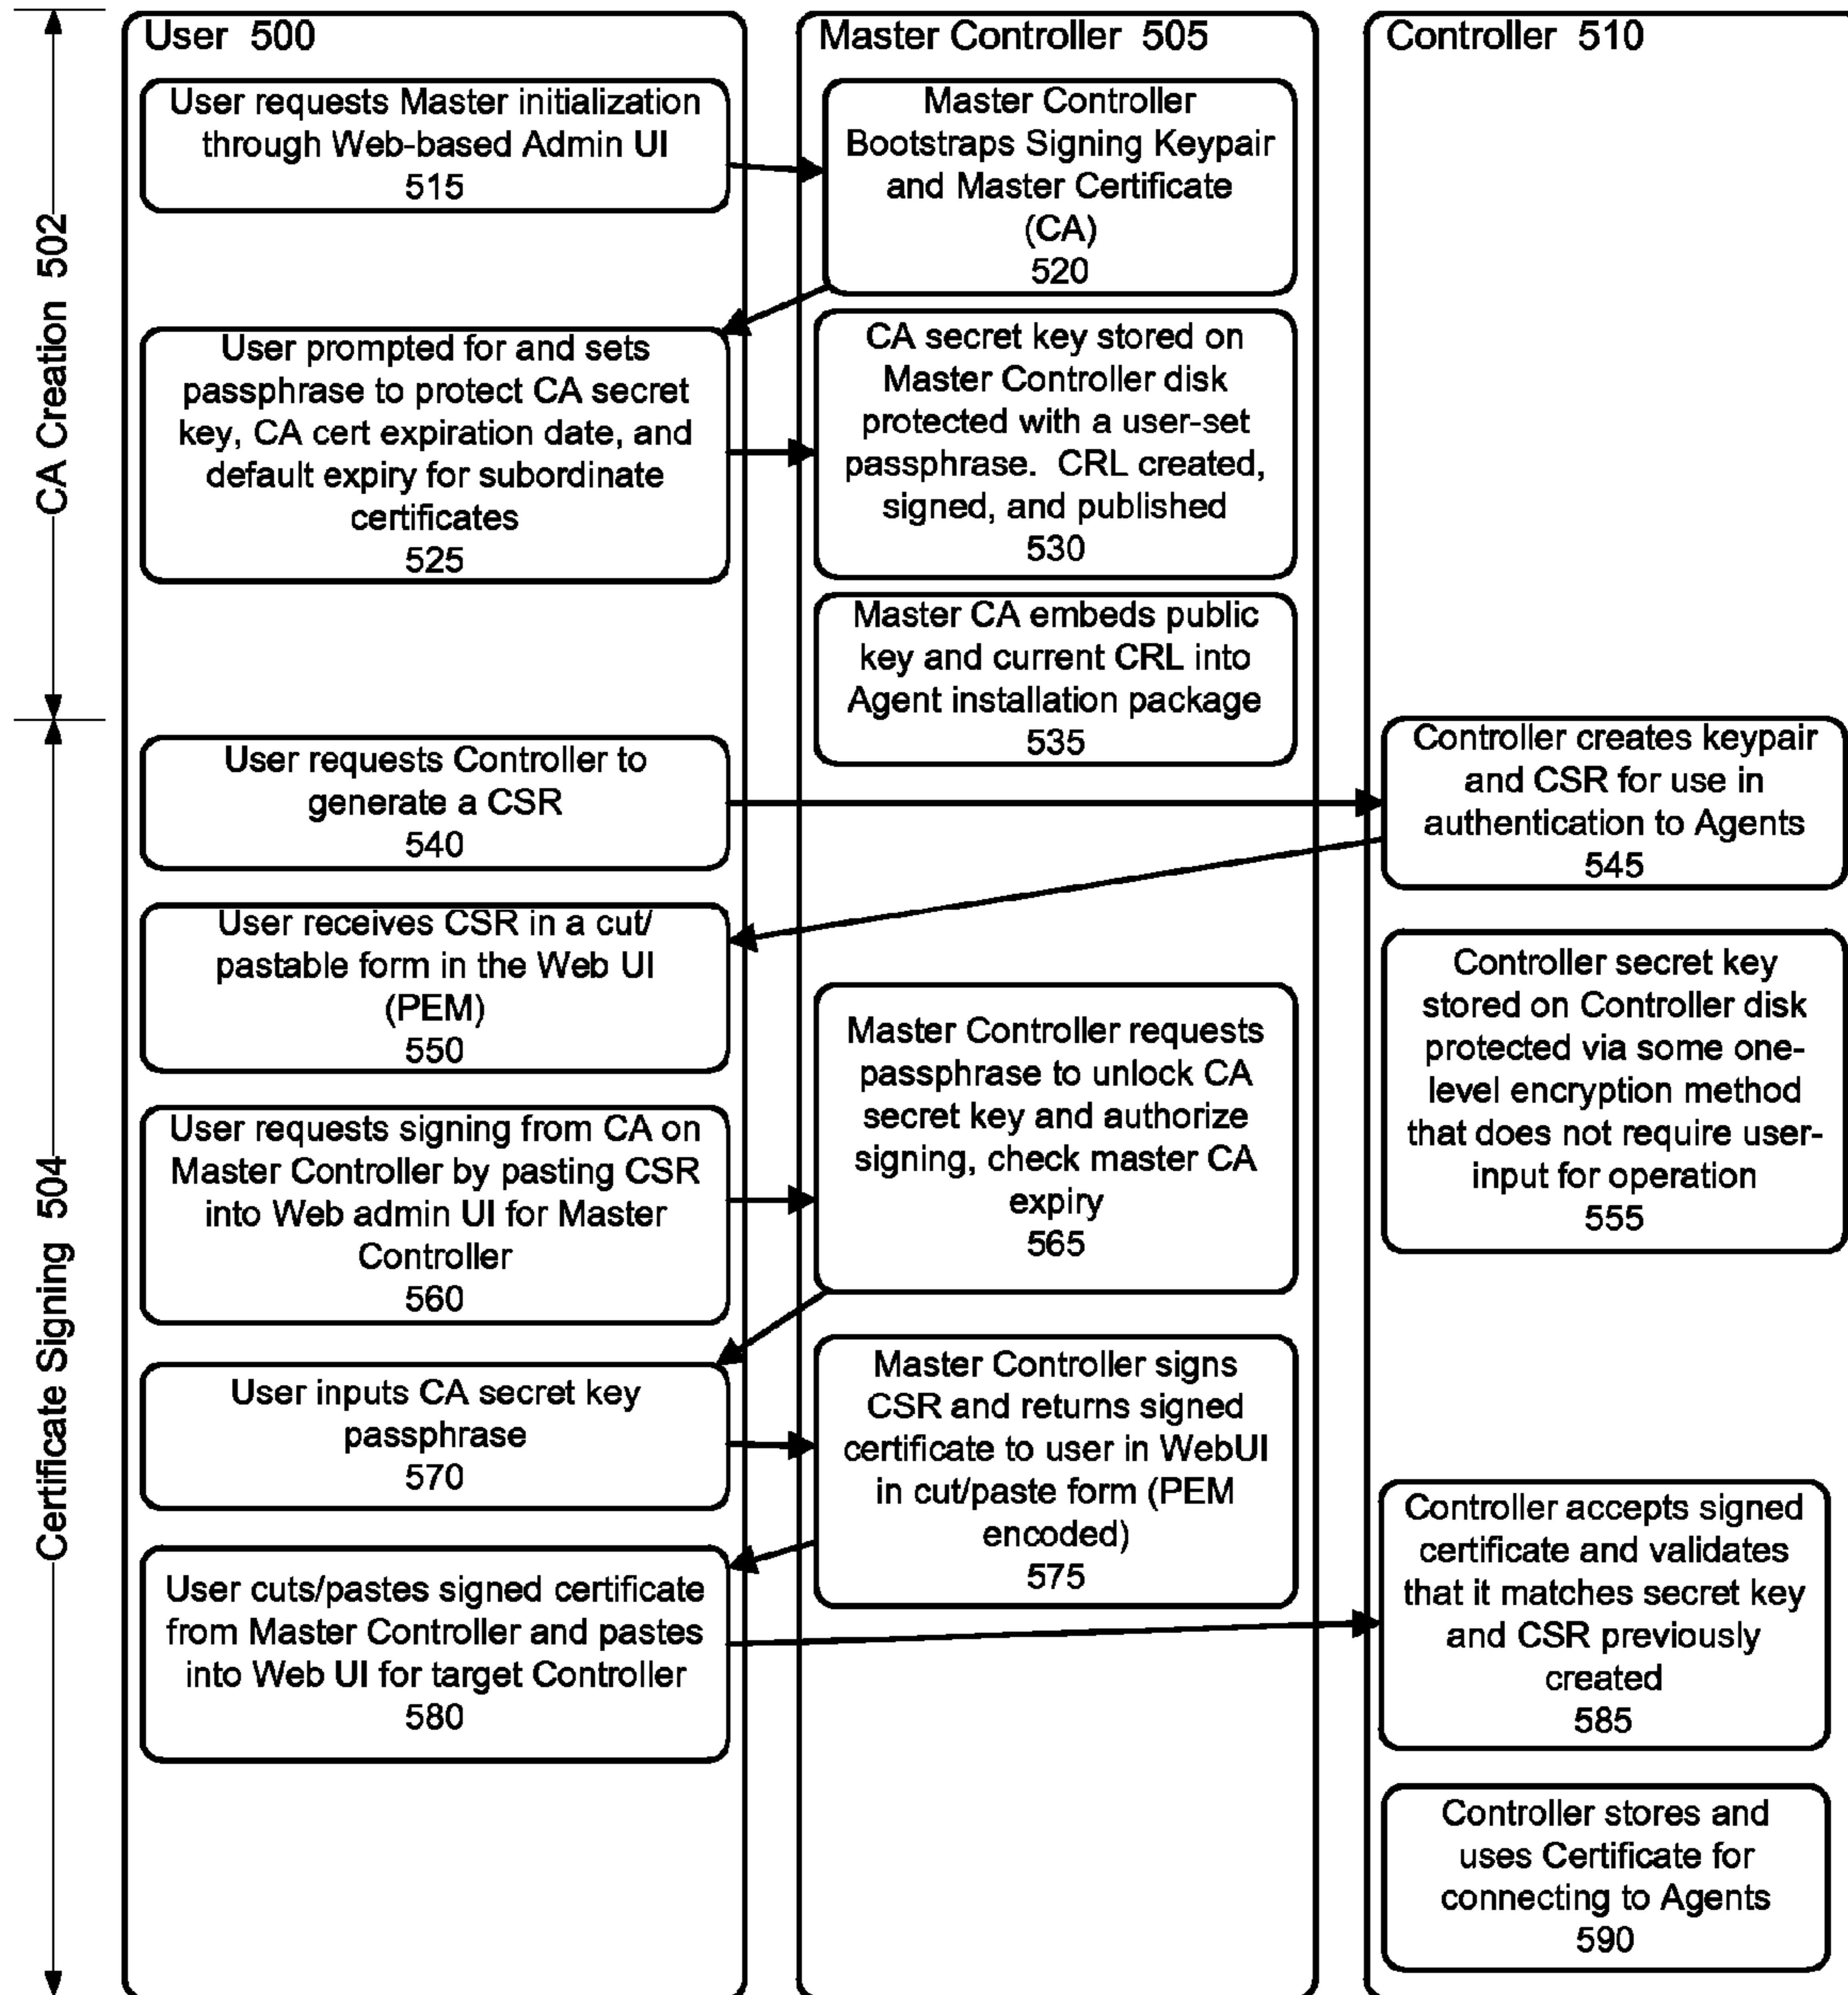 CA Creation 502
Certificate Signing 504
User 500
User requests Master initialization
through Web-based Admin UI
515
User prompted for and sets
passphrase to protect CA secret
key, CA cert expiration date, and
default expiry for subordinate
certificates
525
User requests Controller to
generate a CSR
540
User receives CSR in a cut/
pastable form in the Web UI
(PEM)
550
User requests signing from CA on
Master Controller by pasting CSR
into Web admin UI for Master
Controller
560
User inputs CA secret key
passphrase
570
User cuts/pastes signed certificate
from Master Controller and pastes
into Web UI for target Controller
580
Master Controller 505
Master Controller
Bootstraps Signing Keypair
and Master Certificate
(CA)
520
CA secret key stored on
Master Controller disk
protected with a user-set
passphrase. CRL created,
signed, and published
530
Master CA embeds public
key and current CRL into
Agent installation package
535
Master Controller requests
passphrase to unlock CA
secret key and authorize
signing, check master CA
expiry
565
Master Controller signs
CSR and returns signed
certificate to user in WebUI
in cut/paste form (PEM
encoded)
575
Controller 510
Controller creates keypair
and CSR for use in
authentication to Agents
545
Controller secret key
stored on Controller disk
protected via some one-
level encryption method
that does not require user-
input for operation
555
Controller accepts signed
certificate and validates
that it matches secret key
and CSR previously
created
585
Controller stores and
uses Certificate for
connecting to Agents
590